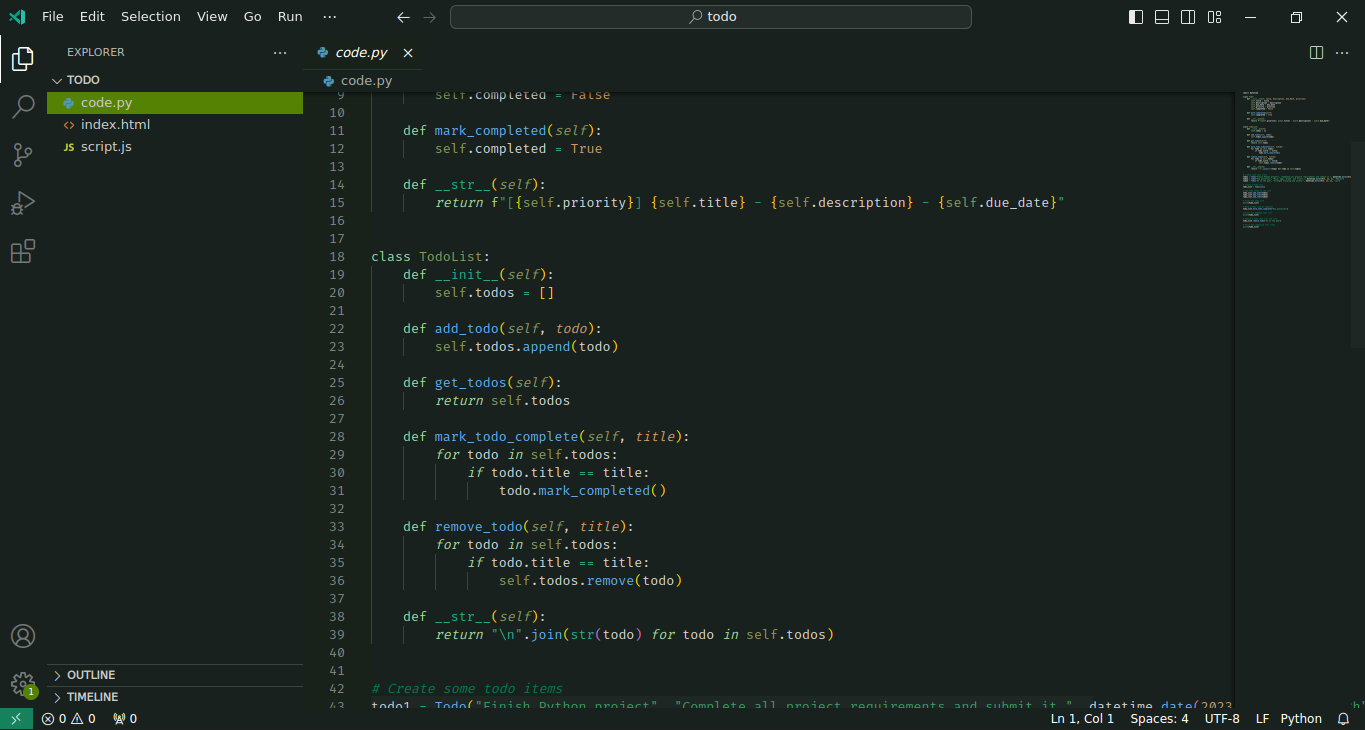 File Edit Selection View Go Run ···
todo
EXPLORER ···
TODO
code.py
index.html
JS script.js
OUTLINE
TIMELINE
1
code.py
code.py
9 self.completed = False
10
11 def mark_completed(self):
12 self.completed = True
13
14 def __str__(self):
15 return f"[{self.priority}] {self.title} - {self.description} - {self.due_date}"
16
17
18 class TodoList:
19 def __init__(self):
20 self.todos = []
21
22 def add_todo(self, todo):
23 self.todos.append(todo)
24
25 def get_todos(self):
26 return self.todos
27
28 def mark_todo_complete(self, title):
29 for todo in self.todos:
30 if todo.title == title:
31 todo.mark_completed()
32
33 def remove_todo(self, title):
34 for todo in self.todos:
35 if todo.title == title:
36 self.todos.remove(todo)
37
38 def __str__(self):
39 return "\n".join(str(todo) for todo in self.todos)
40
41
42 # Create some todo items
43 todo1 = Todo("Finish Python project", "Complete all project requirements and submit it.", datetime.date(2023
0 0 0
Ln 1, Col 1 Spaces: 4 UTF-8 LF Python